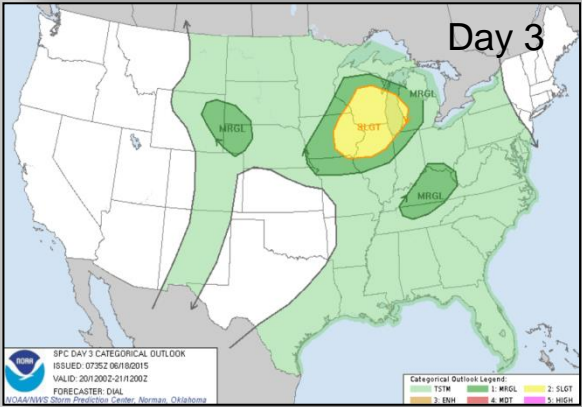 Day 3
MRGL
MRGL
SLGT
MRGL
NOAA
SPC DAY 3 CATEGORICAL OUTLOOK
ISSUED: 0735Z 06/18/2015
VALID: 20/1200Z-21/1200Z
FORECASTER: DIAL
NOAA/NWS Storm Prediction Center, Norman, Oklahoma
Categorical Outlook Legend:
TSTM 1: MRGL 2: SLGT
3: ENH 4: MDT 5: HIGH